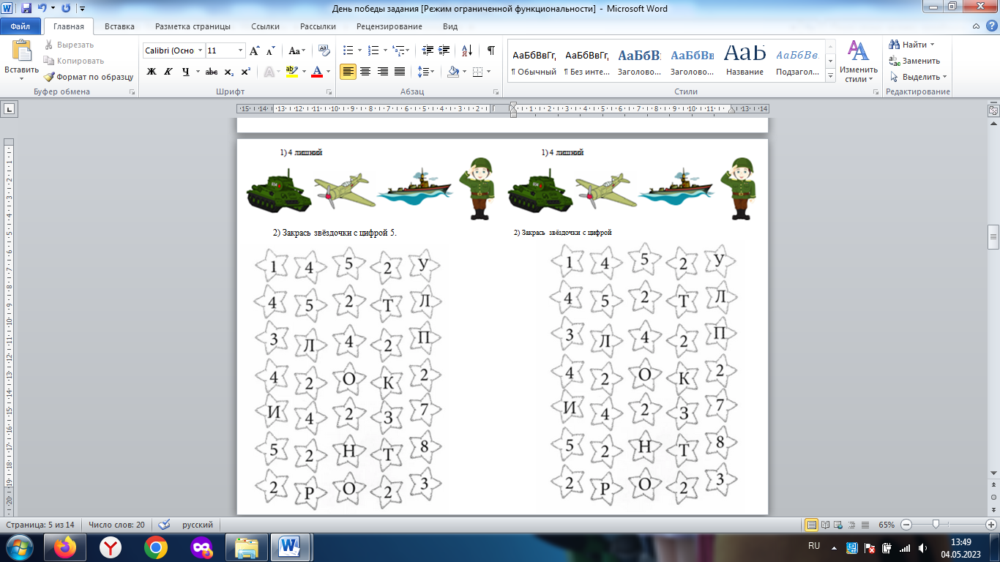 День победы задания [Режим ограниченной функциональности] - Microsoft Word
Файл Главная Вставка Разметка страницы Ссылки Рассылки Рецензирование Вид
Вставить
Вырезать
Копировать
Формат по образцу
Буфер обмена
Calibri (Осно 11
Ж К Ч abc x₂ x²
Шрифт
Абзац
АаБбВвГг, АаБбВвГг, АаБбВ АаБбВв АаБ АаБбВв.
¶ Обычный ¶ Без инте... Заголово... Заголово... Название Подзагол...
Стили
Изменить стили
Найти
Заменить
Выделить
Редактирование
15 14 13 12 11 10 9 8 7 6 5 4 3 2 1 2 3 4 5 6 7 8 9 10 11 13 14
1) 4 лишний
2) Закрась звёздочки с цифрой 5.
1 4 5 2 У
4 5 2 Т Л
3 Л 4 2 П
4 2 О К 2
И 4 2 З 7
5 2 Н Т 8
2 Р О 2 3
1) 4 лишний
2) Закрась звёздочки с цифрой
1 4 5 2 У
4 5 2 Т Л
3 Л 4 2 П
4 2 О К 2
И 4 2 З 7
5 2 Н Т 8
2 Р О 2 3
Страница: 5 из 14 Число слов: 20 русский 65%
RU 13:49
04.05.2023